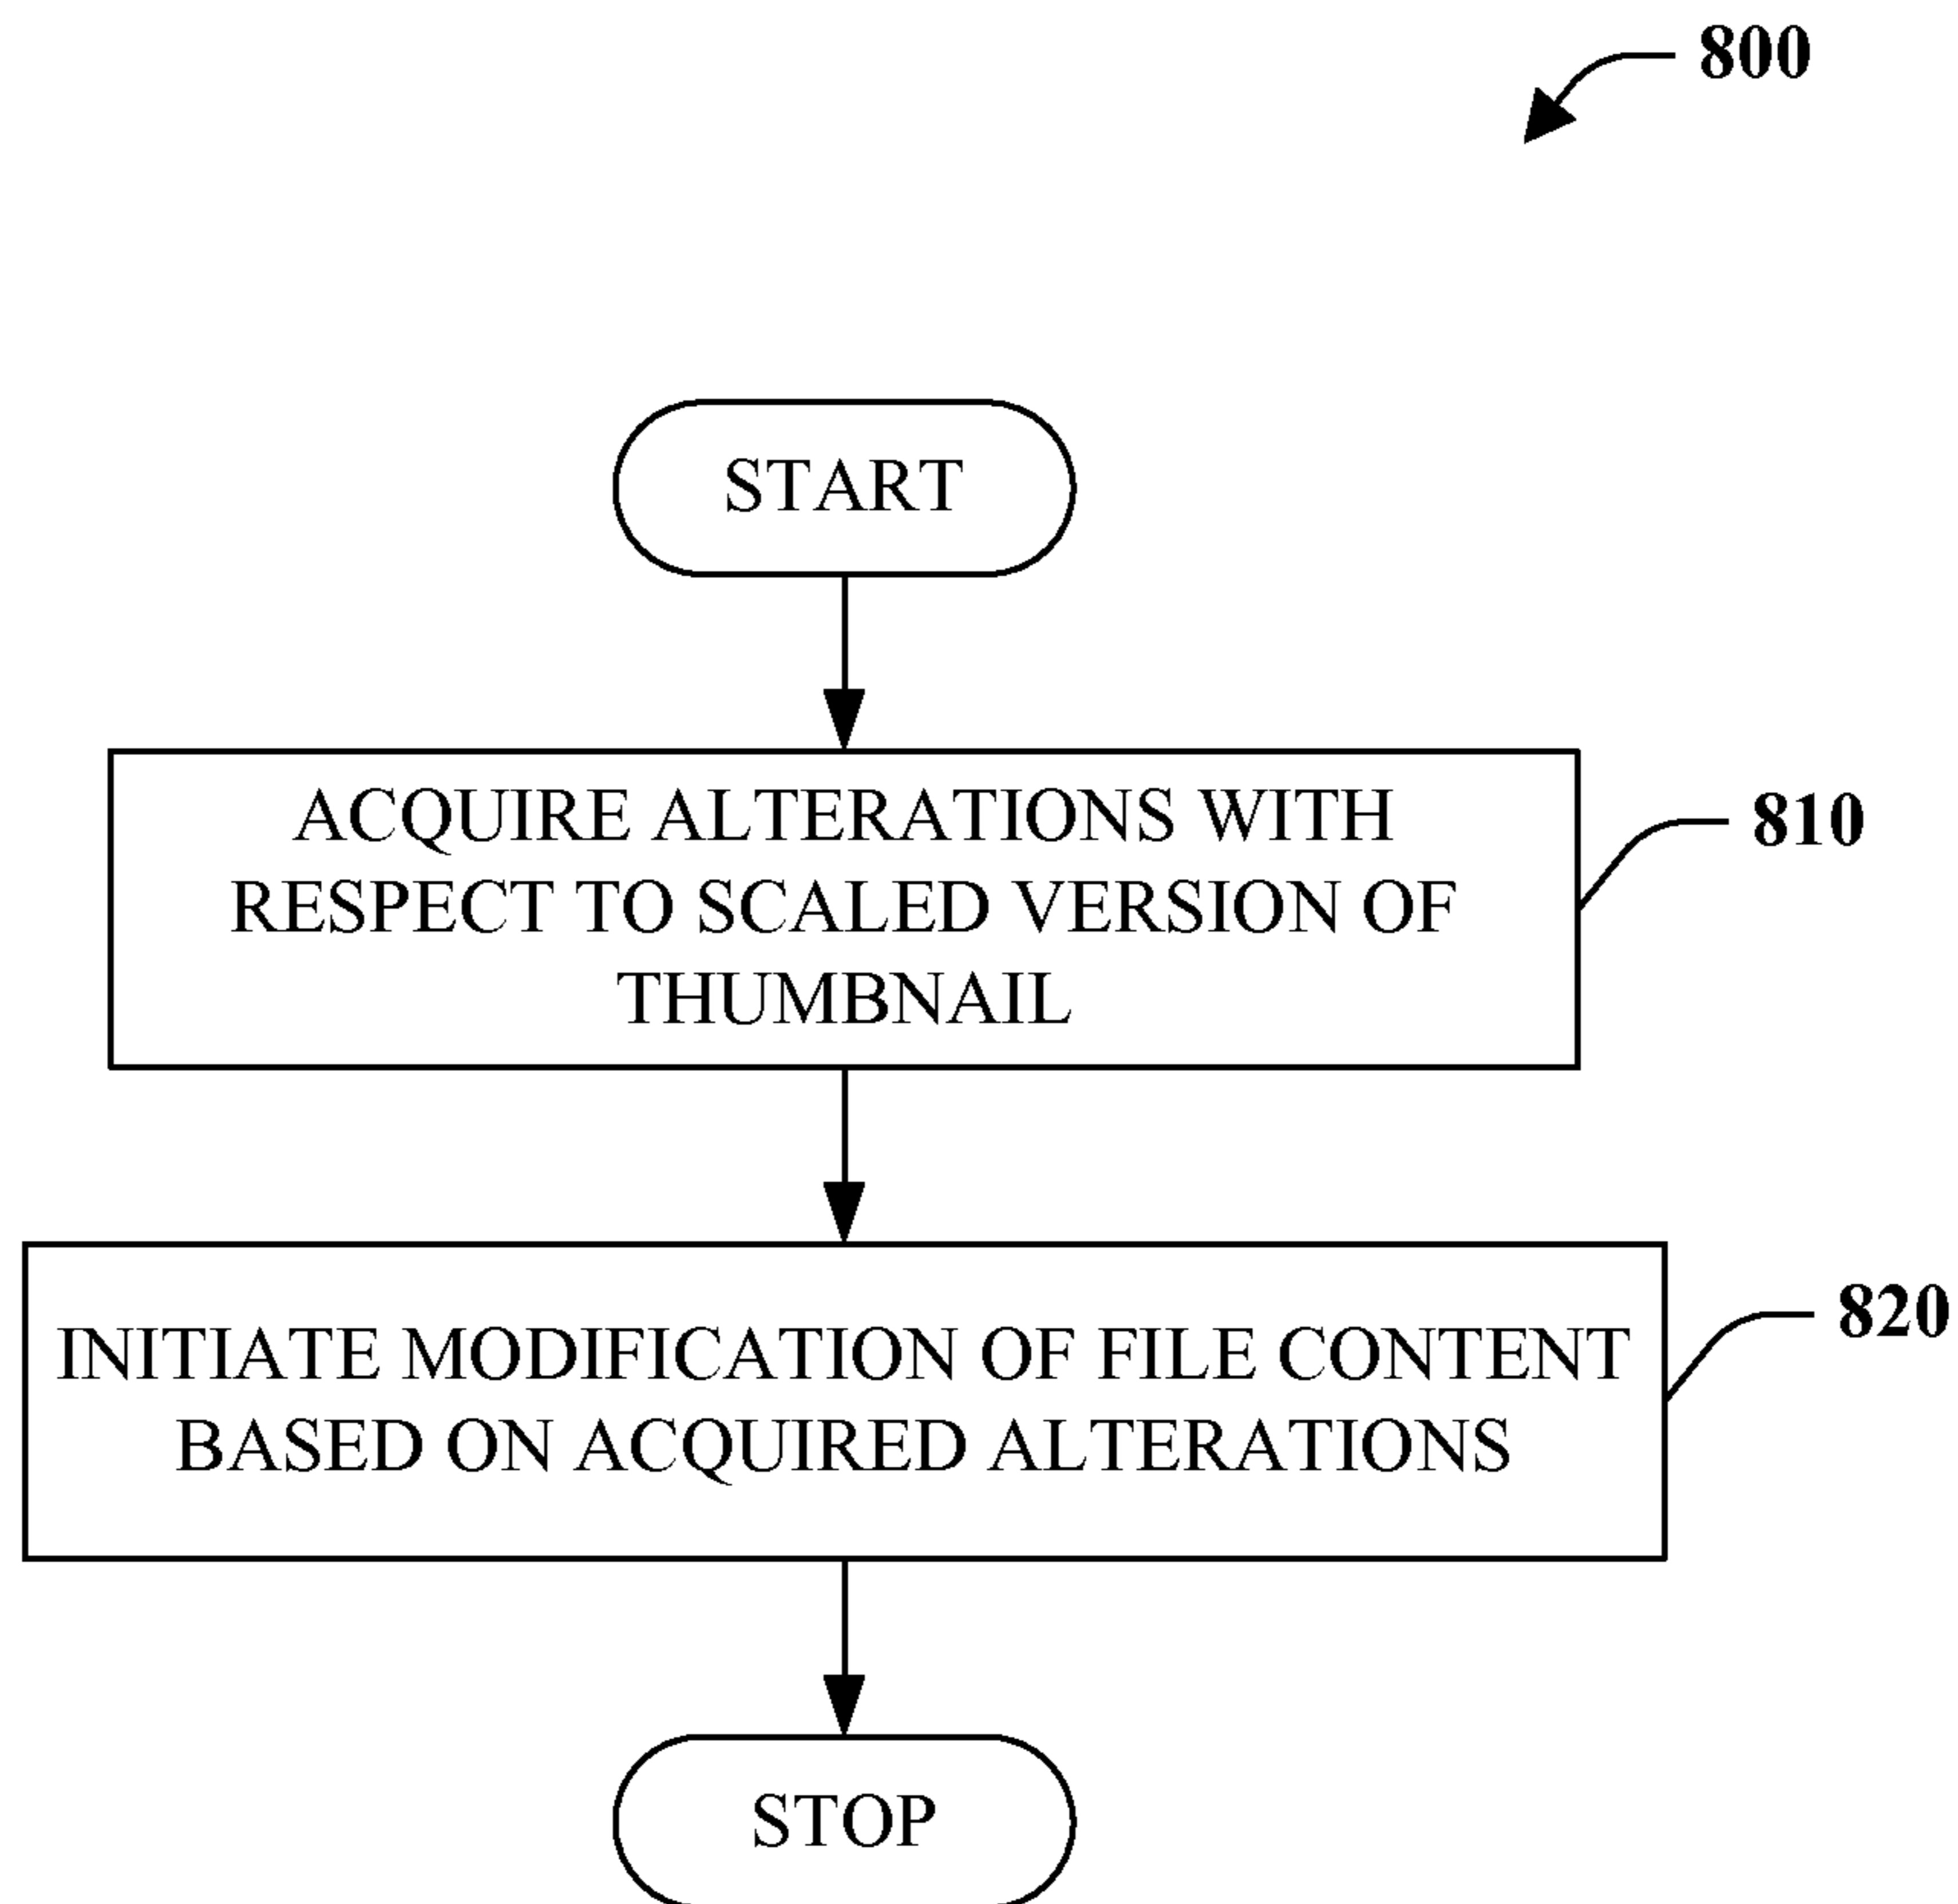 800
START
ACQUIRE ALTERATIONS WITH
RESPECT TO SCALED VERSION OF
THUMBNAIL
810
INITIATE MODIFICATION OF FILE CONTENT
BASED ON ACQUIRED ALTERATIONS
820
STOP